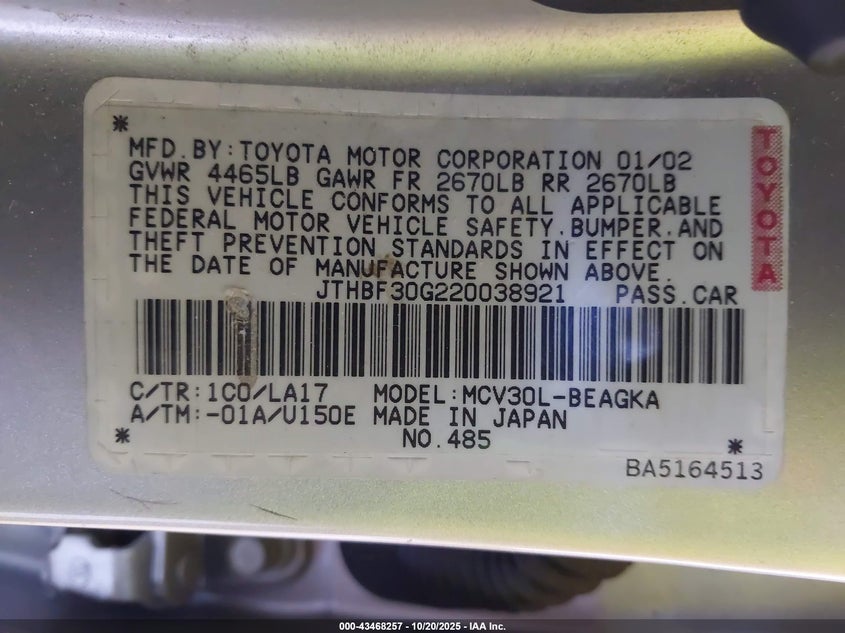 *
MFD.BY:TOYOTA MOTOR CORPORATION 01/02
GVWR 4465LB GAWR FR 2670LB RR 2670LB
THIS VEHICLE CONFORMS TO ALL APPLICABLE
FEDERAL MOTOR VEHICLE SAFETY.BUMPER.AND
THEFT PREVENTION STANDARDS IN EFFECT ON
THE DATE OF MANUFACTURE SHOWN ABOVE.
JTHBF30G220038921 PASS.CAR
C/TR:1C0/LA17 MODEL:MCV30L-BEAGKA
A/TM:-01A/U150E MADE IN JAPAN
* NO.485 *
BA5164513
TOYOTA
000-43468257 - 10/20/2025 - IAA Inc.